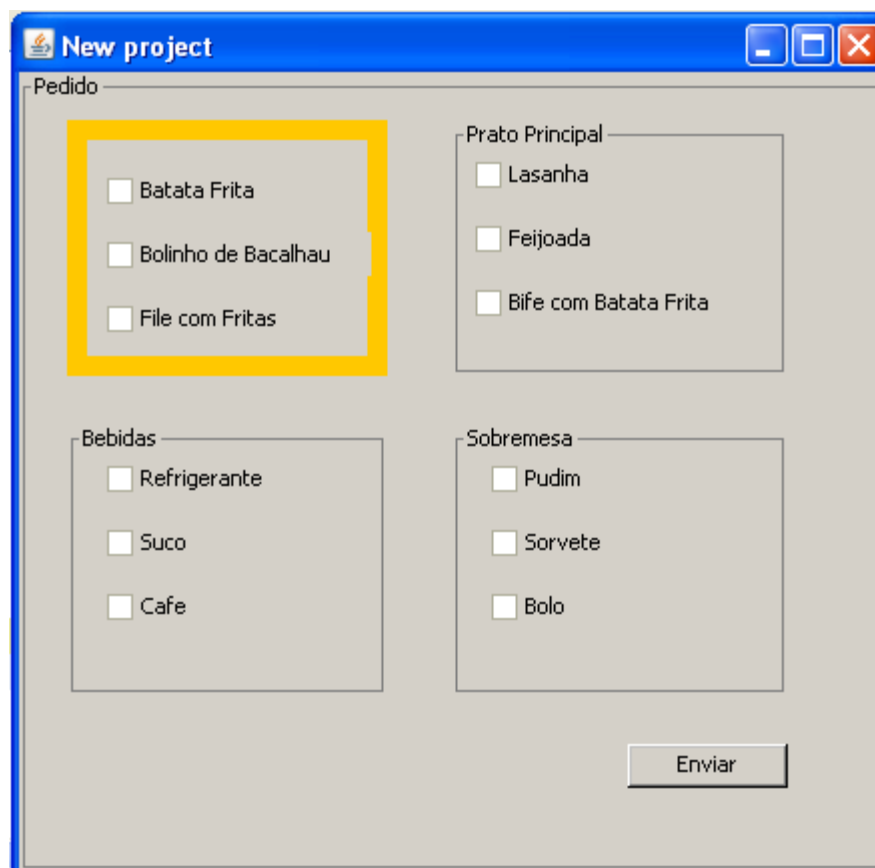 New project
Pedido
Batata Frita
Bolinho de Bacalhau
File com Fritas
Prato Principal
Lasanha
Feijoada
Bife com Batata Frita
Bebidas
Refrigerante
Suco
Cafe
Sobremesa
Pudim
Sorvete
Bolo
Enviar